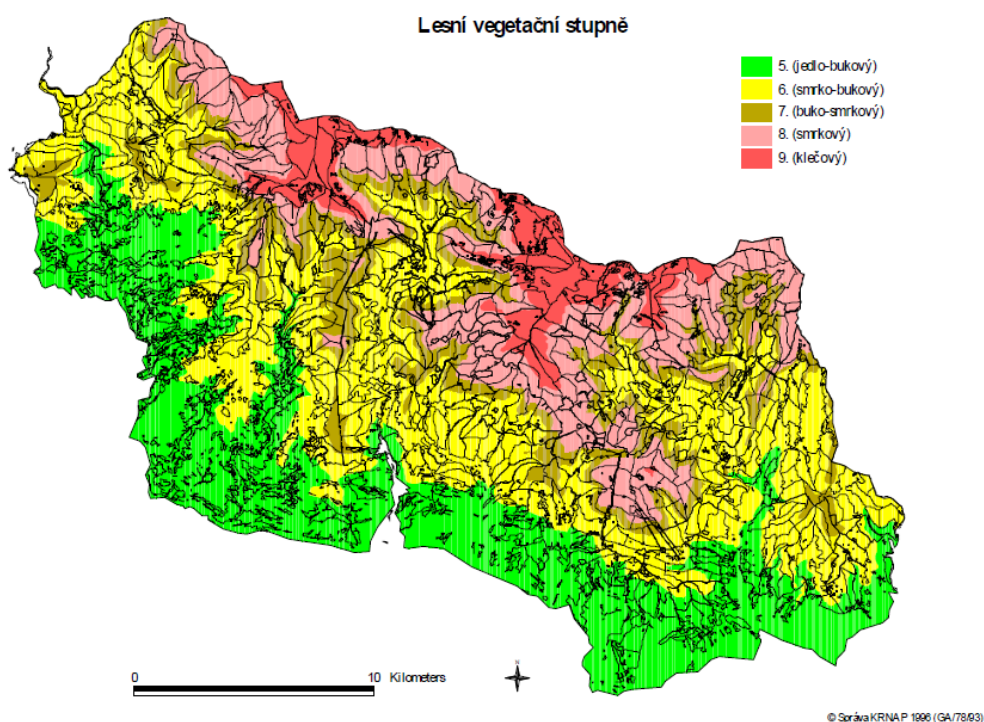 Lesní vegetační stupně
5. (jedlo-bukový)
6. (smrko-bukový)
7. (buko-smrkový)
8. (smrkový)
9. (klečový)
0 10 Kilometers
N
© Správa KRNAP 1996 (GA/78/93)